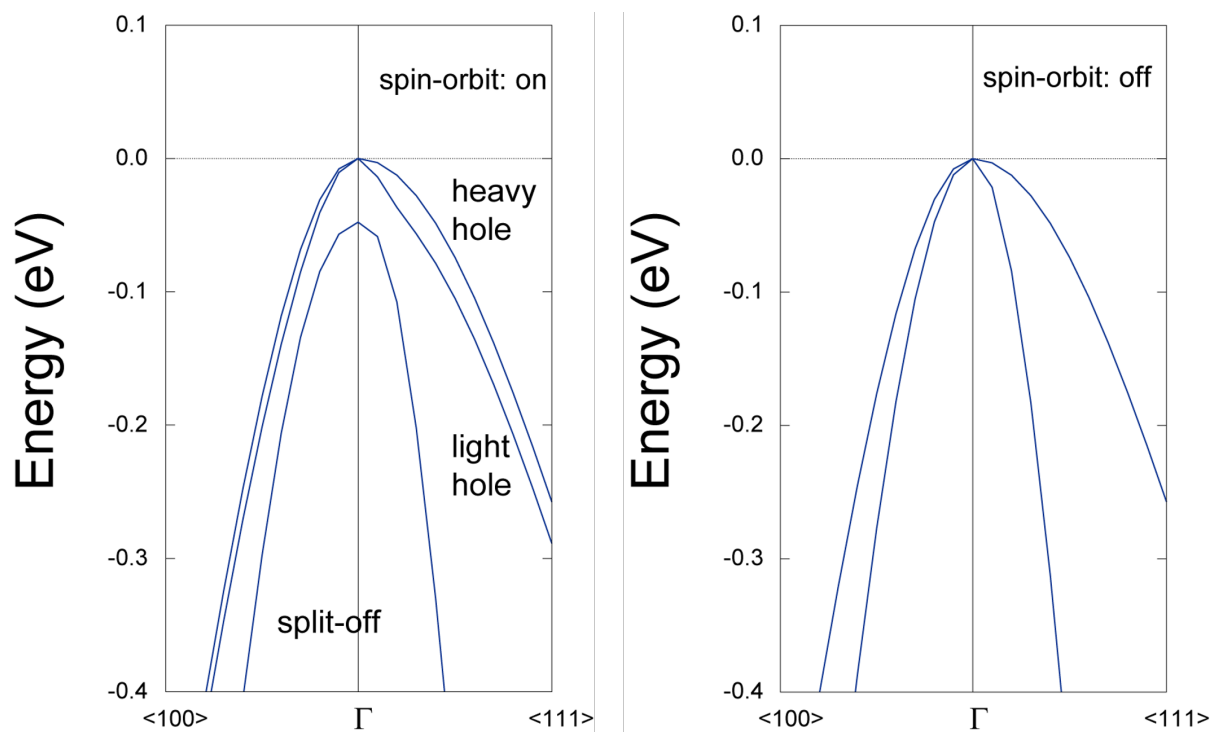 Energy (eV)
0.1
0.0
-0.1
-0.2
-0.3
-0.4
spin-orbit: on
heavy
hole
light
hole
split-off
<100>
Γ
<111>
Energy (eV)
0.1
0.0
-0.1
-0.2
-0.3
-0.4
spin-orbit: off
<100>
Γ
<111>